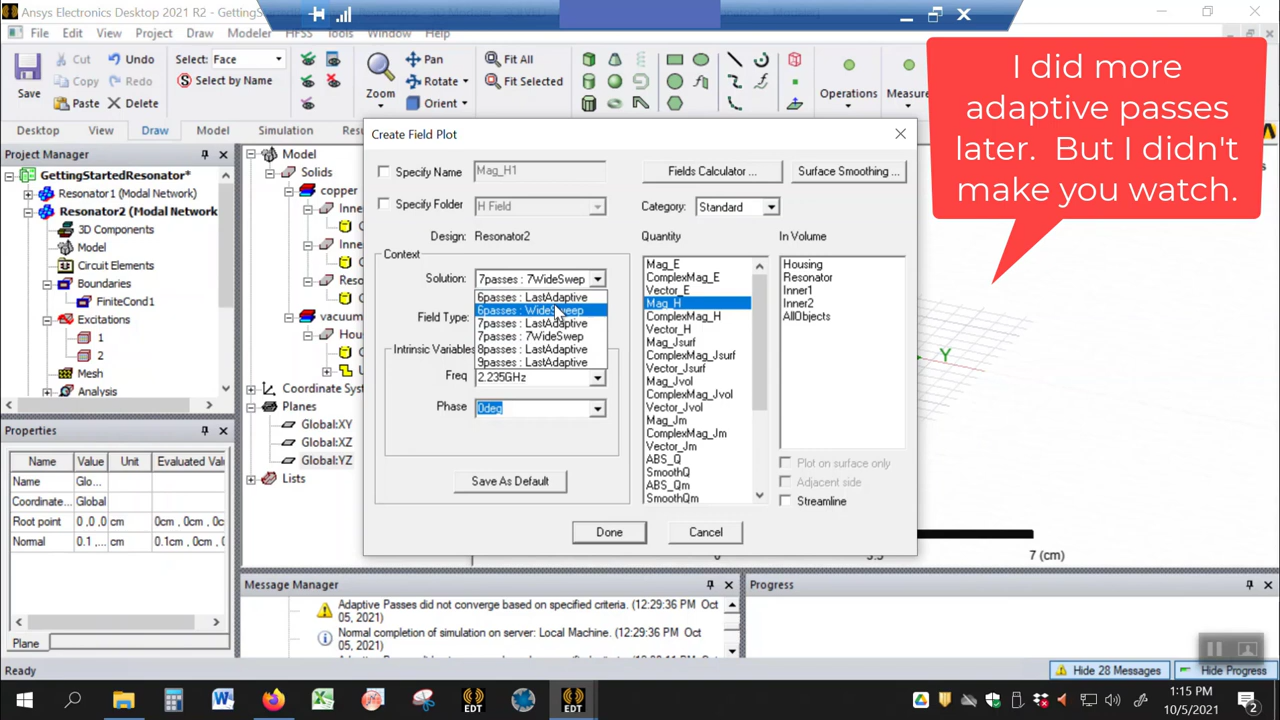 Ansys Electronics Desktop 2021 R2 - GettingStarted
File Edit View Project Draw Modeler HFSS Tools Window Help
Save
Cut
Copy
Paste
Undo
Redo
Delete
Select: Face
Select by Name
Zoom
Pan
Rotate
Orient
Fit All
Fit Selected
Operations
Measure
Desktop View Draw Model Simulation
I did more
adaptive passes
later. But I didn't
make you watch.
Project Manager
GettingStartedResonator*
Resonator1 (Modal Network)
Resonator2 (Modal Network
3D Components
Model
Circuit Elements
Boundaries
FiniteCond1
Excitations
1
2
Mesh
Analysis
Model
Solids
copper
Inne
C
Inne
C
Reso
C
vacuum
Hou
C
Coordinate System
Planes
Global:XY
Global:XZ
Global:YZ
Lists
Create Field Plot
Specify Name Mag_H1
Specify Folder H Field
Design: Resonator2
Context
Solution: 7passes : 7WideSwep
6passes : LastAdaptive
6passes : WideSweep
7passes : LastAdaptive
7passes : 7WideSwep
8passes : LastAdaptive
9passes : LastAdaptive
Field Type:
Intrinsic Variables
Freq 2.235GHz
Phase 0deg
Save As Default
Fields Calculator ...
Surface Smoothing ...
Category: Standard
Quantity
Mag_E
ComplexMag_E
Vector_E
Mag_H
ComplexMag_H
Vector_H
Mag_Jsurf
ComplexMag_Jsurf
Vector_Jsurf
Mag_Jvol
ComplexMag_Jvol
Vector_Jvol
Mag_Jm
ComplexMag_Jm
Vector_Jm
ABS_Q
SmoothQ
ABS_Qm
SmoothQm
In Volume
Housing
Resonator
Inner1
Inner2
AllObjects
Plot on surface only
Adjacent side
Streamline
Done
Cancel
Y
0
3.5
7 (cm)
Properties
Name Value Unit Evaluated Val
Name Glo...
Coordinate... Global
Root point 0 ,0 ,0 cm 0cm , 0cm , 0c
Normal 0.1 ,... cm 0.1cm , 0cm , 0
Plane
Message Manager
Adaptive Passes did not converge based on specified criteria. (12:29:36 PM Oct
05, 2021)
Normal completion of simulation on server: Local Machine. (12:29:36 PM Oct
05, 2021)
Progress
Ready
Hide 28 Messages
Hide Progress
EDT
EDT
1:15 PM
10/5/2021
2